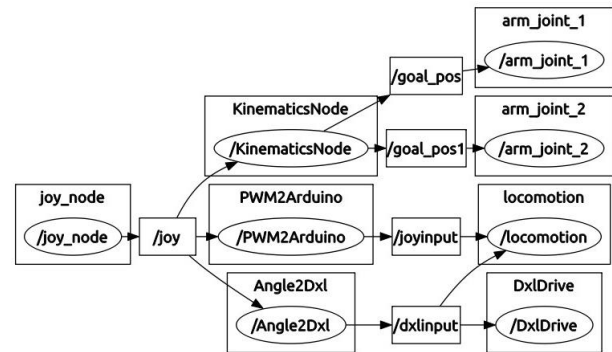 arm_joint_1
/arm_joint_1
/goal_pos
KinematicsNode
/KinematicsNode
/goal_pos1
arm_joint_2
/arm_joint_2
joy_node
/joy_node
/joy
PWM2Arduino
/PWM2Arduino
/joyinput
locomotion
/locomotion
Angle2Dxl
/Angle2Dxl
/dxlinput
DxlDrive
/DxlDrive